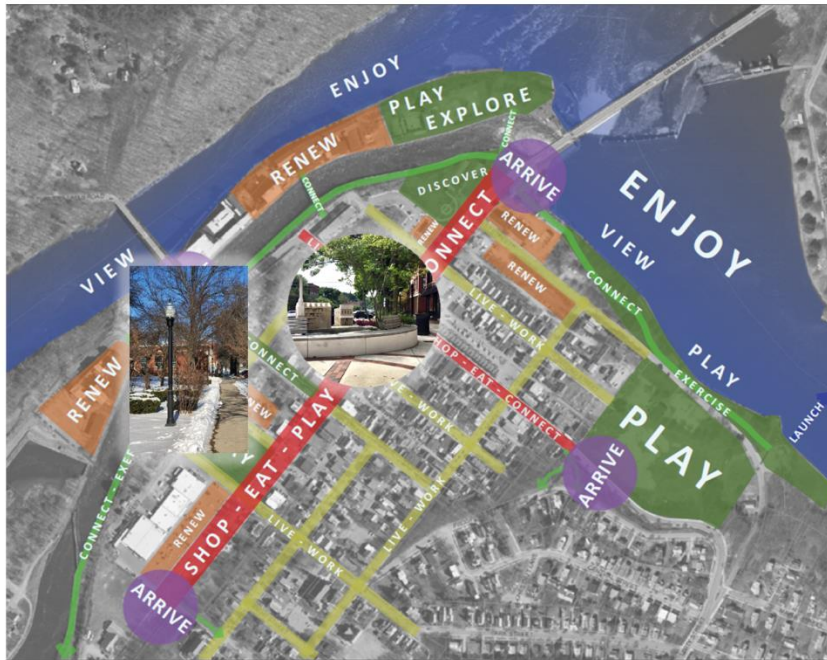 ENJOY
PLAY
EXPLORE
RENEW
CONNECT
ARRIVE
CONNECT
DISCOVER
ENJOY
VIEW
CONNECT
RENEW
RENEW
RENEW
VIEW
LIVE - WORK
CONNECT
PLAY
EXERCISE
LAUNCH
SHOP - EAT - CONNECT
PLAY
RENEW
CONNECT
WORK
ARRIVE
SHOP - EAT - PLAY
LIVE - WORK
RENEW
LIVE - WORK
ARRIVE